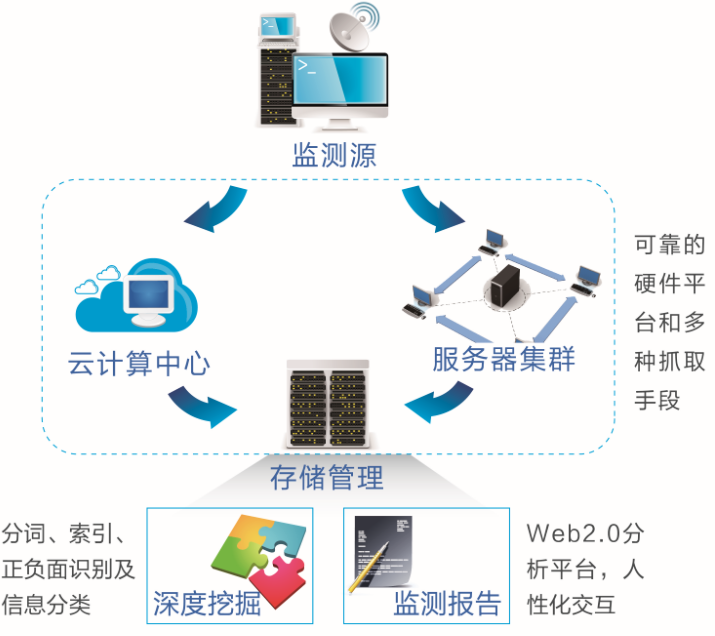 监测源
云计算中心
服务器集群
可靠的
硬件平
台和多
种抓取
手段
存储管理
分词、索引、
正负面识别及
信息分类
深度挖掘
监测报告
Web2.0分
析平台，人
性化交互